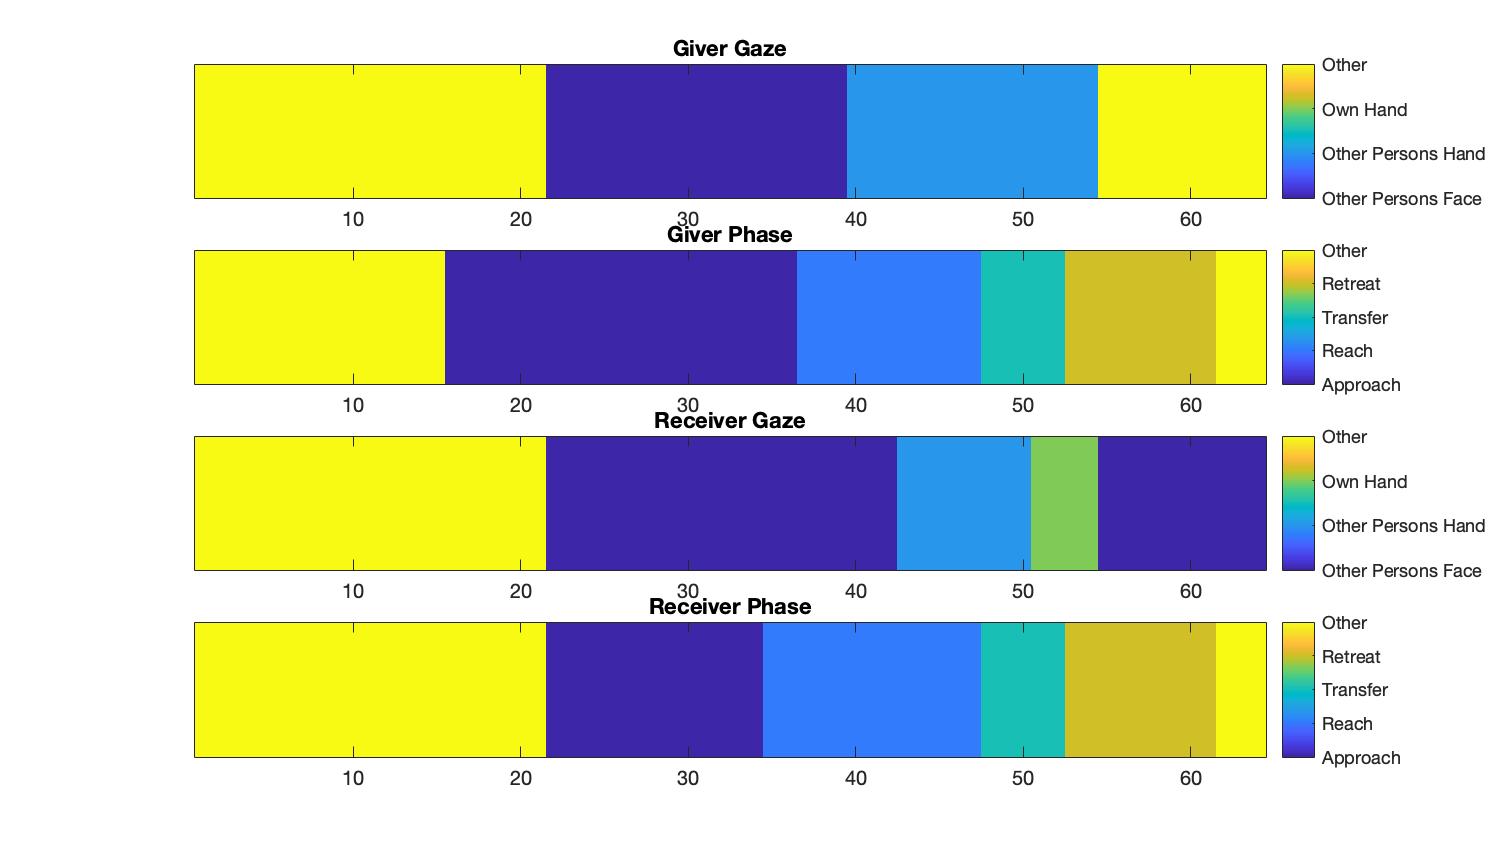 Giver Gaze
Other
Own Hand
Other Persons Hand
Other Persons Face
10 20 30 40 50 60
Giver Phase
Other
Retreat
Transfer
Reach
Approach
10 20 30 40 50 60
Receiver Gaze
Other
Own Hand
Other Persons Hand
Other Persons Face
10 20 30 40 50 60
Receiver Phase
Other
Retreat
Transfer
Reach
Approach
10 20 30 40 50 60